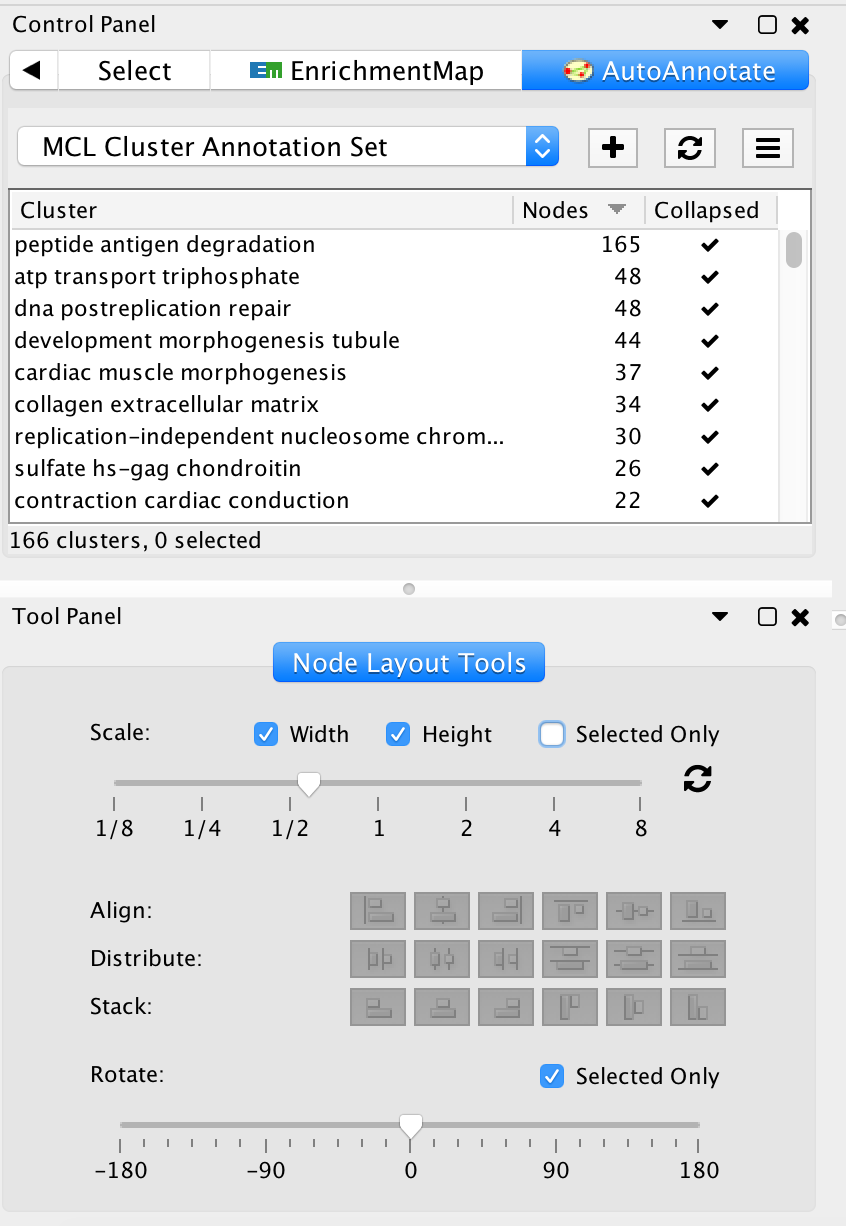 Control Panel
Select Em EnrichmentMap AutoAnnotate
MCL Cluster Annotation Set
Cluster Nodes Collapsed
peptide antigen degradation 165
atp transport triphosphate 48
dna postreplication repair 48
development morphogenesis tubule 44
cardiac muscle morphogenesis 37
collagen extracellular matrix 34
replication-independent nucleosome chrom... 30
sulfate hs-gag chondroitin 26
contraction cardiac conduction 22
166 clusters, 0 selected
Tool Panel
Node Layout Tools
Scale: Width Height Selected Only
1/8 1/4 1/2 1 2 4 8
Align:
Distribute:
Stack:
Rotate: Selected Only
-180 -90 0 90 180